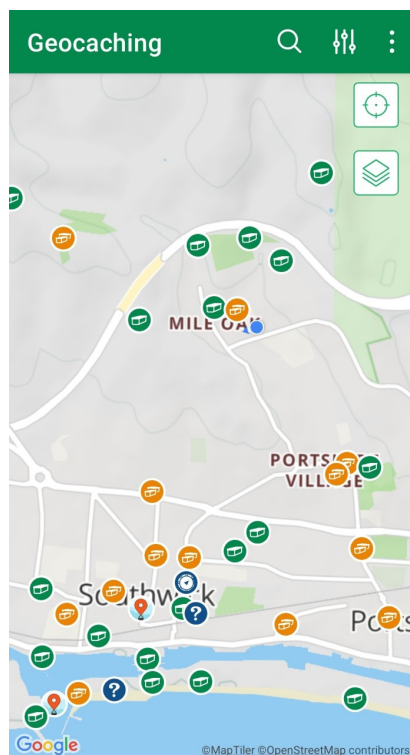 Geocaching
MILE OAK
PORTSLADE
VILLAGE
Southwick
Ports
?
?
Google
©MapTiler ©OpenStreetMap contributors